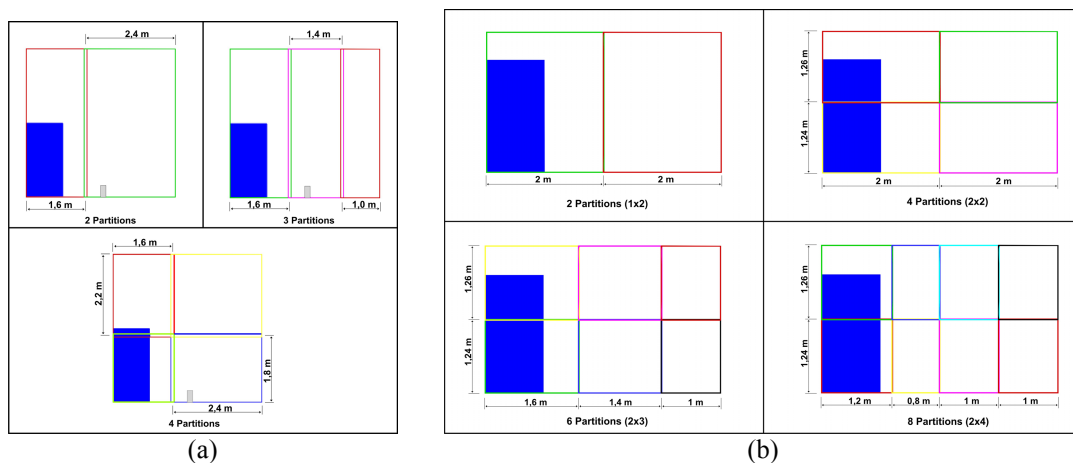 2,4 m
1,6 m
2 Partitions
1,4 m
1,6 m
1,0 m
3 Partitions
1,6 m
2,2 m
1,8 m
2,4 m
4 Partitions
(a)
2 m
2 m
2 Partitions (1x2)
1,26 m
1,24 m
2 m
2 m
4 Partitions (2x2)
1,26 m
1,24 m
1,6 m
1,4 m
1 m
6 Partitions (2x3)
1,26 m
1,24 m
1,2 m
0,8 m
1 m
1 m
8 Partitions (2x4)
(b)